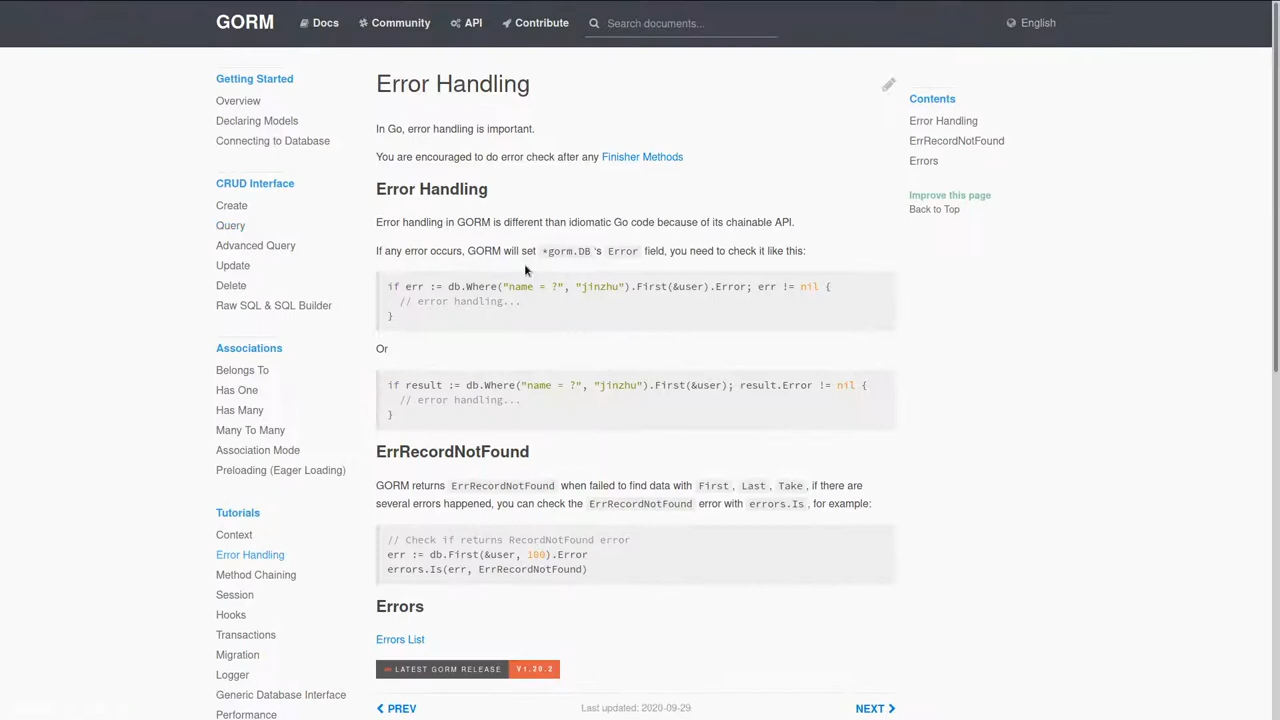 GORM Docs Community API Contribute Search documents... English
Getting Started
Overview
Declaring Models
Connecting to Database
CRUD Interface
Create
Query
Advanced Query
Update
Delete
Raw SQL & SQL Builder
Associations
Belongs To
Has One
Has Many
Many To Many
Association Mode
Preloading (Eager Loading)
Tutorials
Context
Error Handling
Method Chaining
Session
Hooks
Transactions
Migration
Logger
Generic Database Interface
Performance
Error Handling
In Go, error handling is important.
You are encouraged to do error check after any Finisher Methods
Error Handling
Error handling in GORM is different than idiomatic Go code because of its chainable API.
If any error occurs, GORM will set *gorm.DB 's Error field, you need to check it like this:
if err := db.Where("name = ?", "jinzhu").First(&user).Error; err != nil {
// error handling...
}
Or
if result := db.Where("name = ?", "jinzhu").First(&user); result.Error != nil {
// error handling...
}
ErrRecordNotFound
GORM returns ErrRecordNotFound when failed to find data with First, Last, Take, if there are
several errors happened, you can check the ErrRecordNotFound error with errors.Is, for example:
// Check if returns RecordNotFound error
err := db.First(&user, 100).Error
errors.Is(err, ErrRecordNotFound)
Errors
Errors List
LATEST GORM RELEASE V1.20.2
PREV Last updated: 2020-09-29 NEXT
Contents
Error Handling
ErrRecordNotFound
Errors
Improve this page
Back to Top